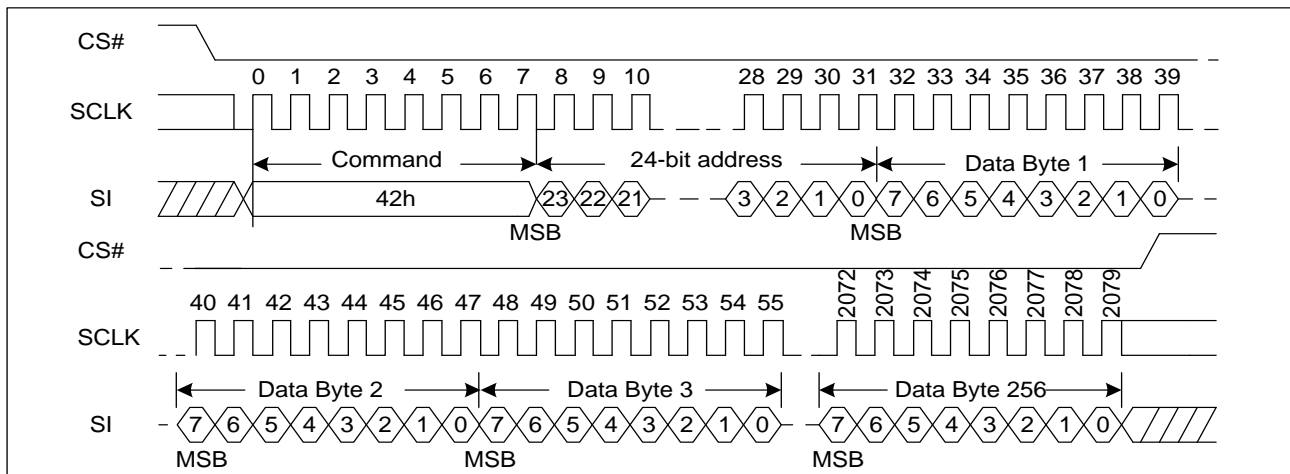 CS#
0 1 2 3 4 5 6 7 8 9 10 28 29 30 31 32 33 34 35 36 37 38 39
SCLK
Command 24-bit address Data Byte 1
SI 42h 23 22 21 3 2 1 0 7 6 5 4 3 2 1 0
MSB MSB
CS#
40 41 42 43 44 45 46 47 48 49 50 51 52 53 54 55 2072 2073 2074 2075 2076 2077 2078 2079
SCLK
Data Byte 2 Data Byte 3 Data Byte 256
SI 7 6 5 4 3 2 1 0 7 6 5 4 3 2 1 0 7 6 5 4 3 2 1 0
MSB MSB MSB